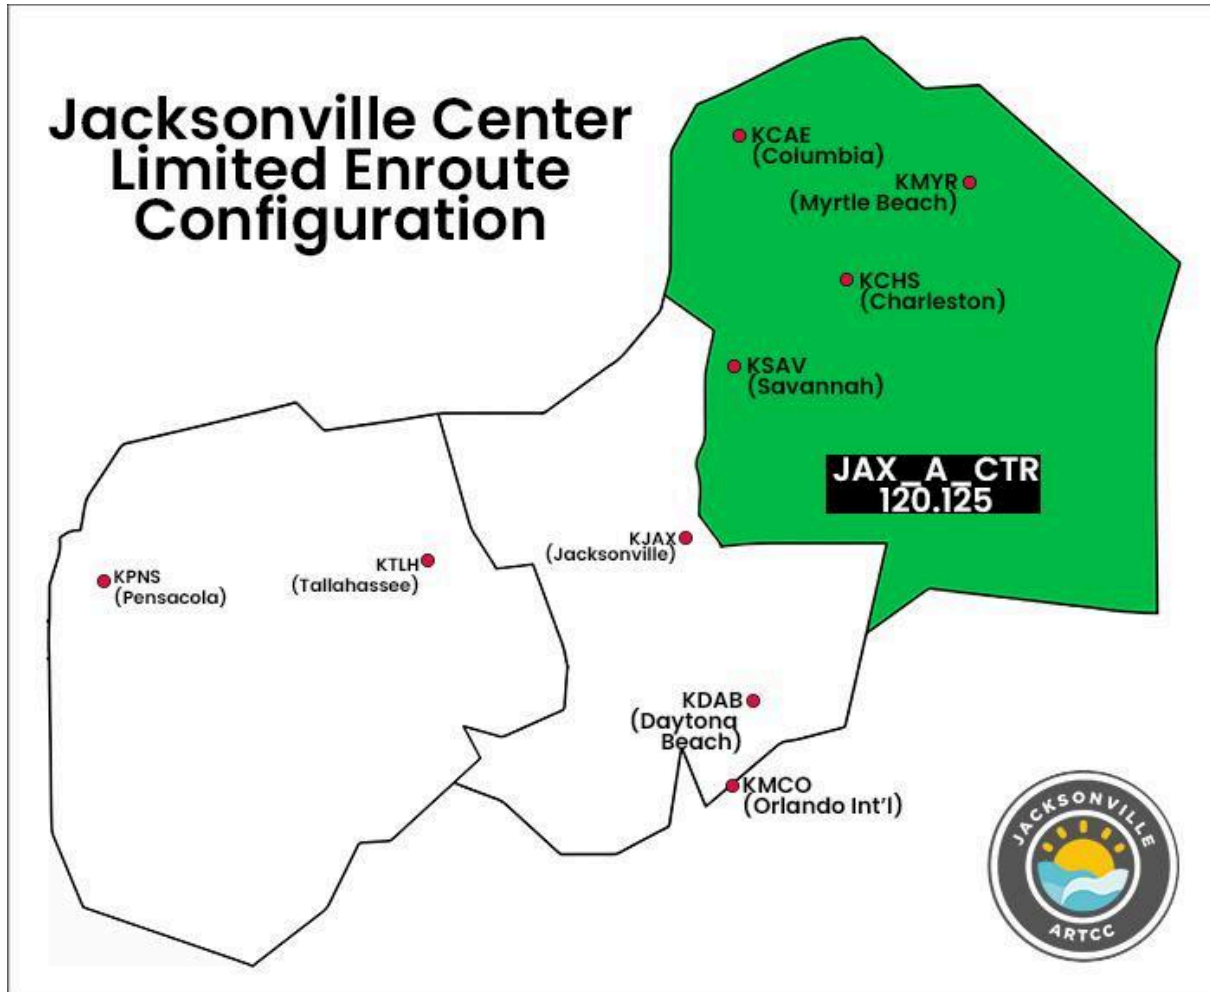 Jacksonville Center
Limited Enroute
Configuration
KCAE
(Columbia)
KMYR
(Myrtle Beach)
KCHS
(Charleston)
KSAV
(Savannah)
JAX_A_CTR
120.125
KJAX
(Jacksonville)
KTLH
(Tallahassee)
KPNS
(Pensacola)
KDAB
(Daytona
Beach)
KMCO
(Orlando Int'l)
JACKSONVILLE
ARTCC